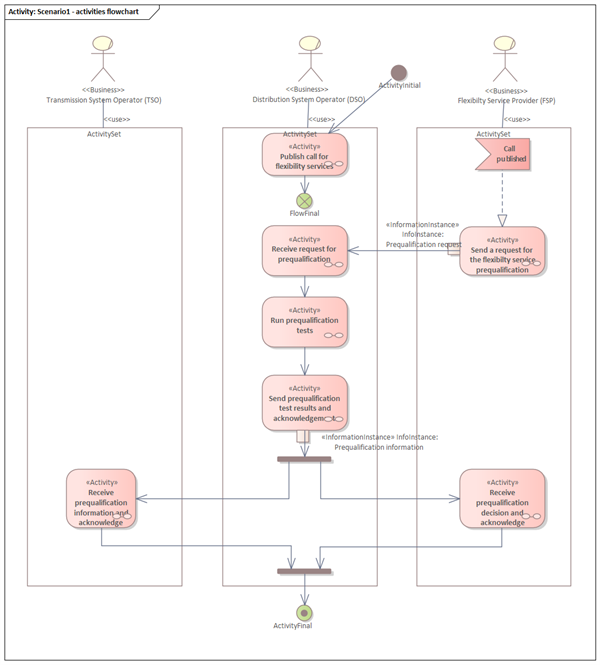 Activity: Scenario1 - activities flowchart
<<Business>>
Transmission System Operator (TSO)
<<Business>>
Distribution System Operator (DSO)
ActivityInitial
<<Business>>
Flexibilty Service Provider (FSP)
<<use>>
<<use>>
<<use>>
ActivitySet
ActivitySet
ActivitySet
«Activity»
Publish call for
flexibility services
Call
published
FlowFinal
«Activity»
Receive request for
prequalification
«InformationInstance»
InfoInstance:
Prequalification request
«Activity»
Send a request for
the flexibilty service
prequalification
«Activity»
Run prequalification
tests
«Activity»
Send prequalification
test results and
«InformationInstance» InfoInstance:
Prequalification information
«Activity»
Receive
prequalification
information and
acknowledge
«Activity»
Receive
prequalification
decision and
acknowledge
ActivityFinal